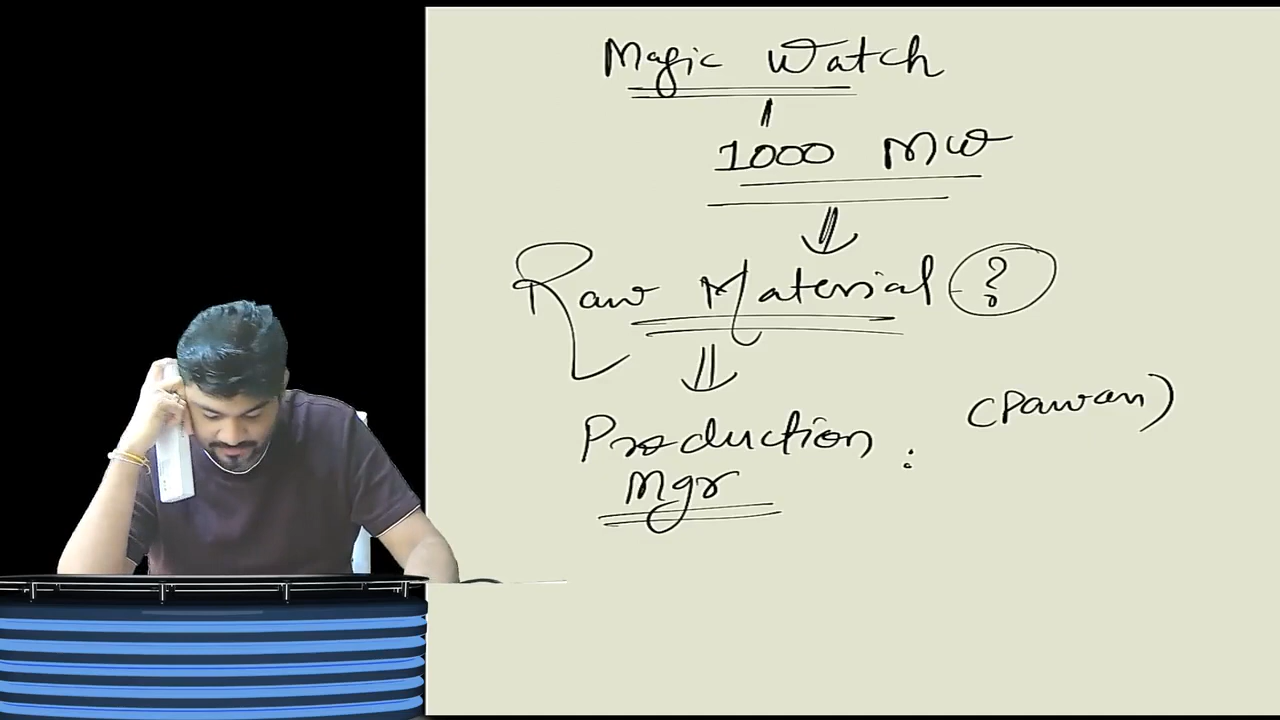 Magic Watch
1000 MW
Raw Material ?
Production : (Pawan)
Mgr